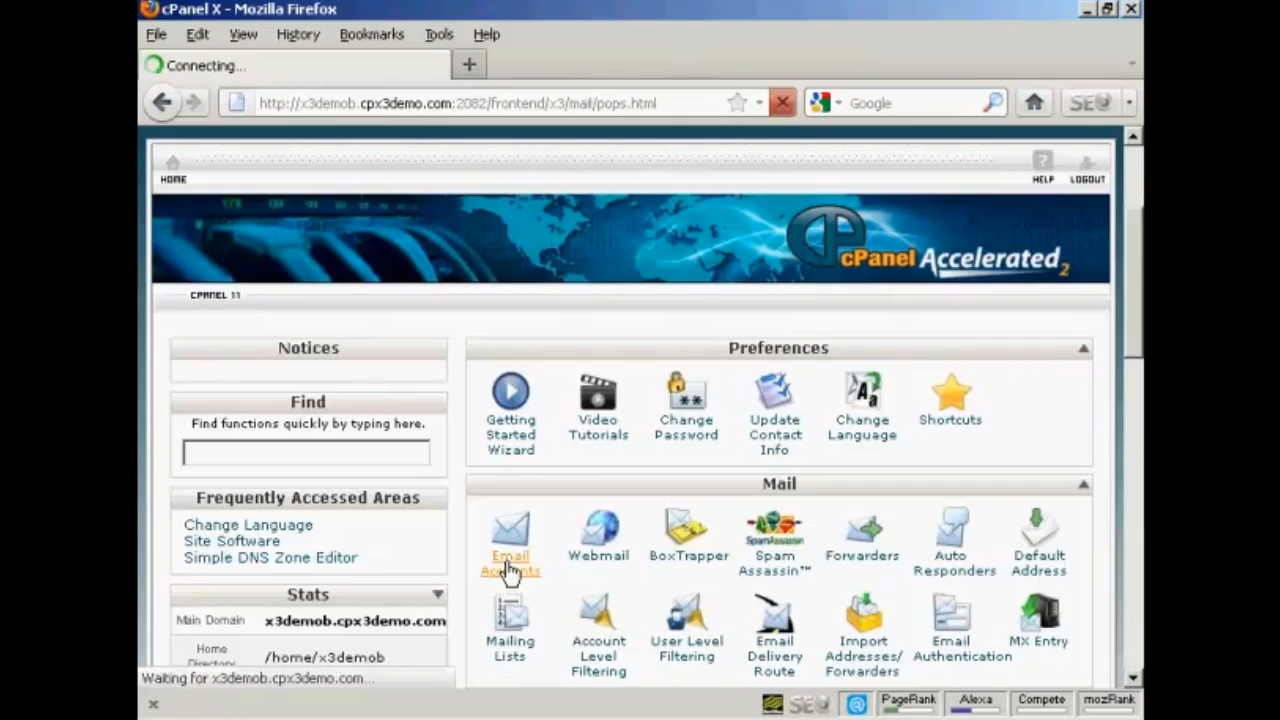 cPanel X - Mozilla Firefox
File Edit View History Bookmarks Tools Help
Connecting...
http://x3demob.cpx3demo.com:2082/frontend/x3/mail/pops.html
Google
SEO
HOME
HELP
LOGOUT
cPanel Accelerated2
CPANEL 11
Notices
Find
Find functions quickly by typing here.
Frequently Accessed Areas
Change Language
Site Software
Simple DNS Zone Editor
Stats
Main Domain x3demob.cpx3demo.com
Home
Directory
/home/x3demob
Preferences
Getting
Started
Wizard
Video
Tutorials
Change
Password
Update
Contact
Info
Change
Language
Shortcuts
Mail
Email
Accounts
Webmail
BoxTrapper
SpamAssassin
Spam
Assassin™
Forwarders
Auto
Responders
Default
Address
Mailing
Lists
Account
Level
Filtering
User Level
Filtering
Email
Delivery
Route
Import
Addresses/
Forwarders
Email
Authentication
MX Entry
Waiting for x3demob.cpx3demo.com...
SEO
PageRank
Alexa
Compete
mozRank